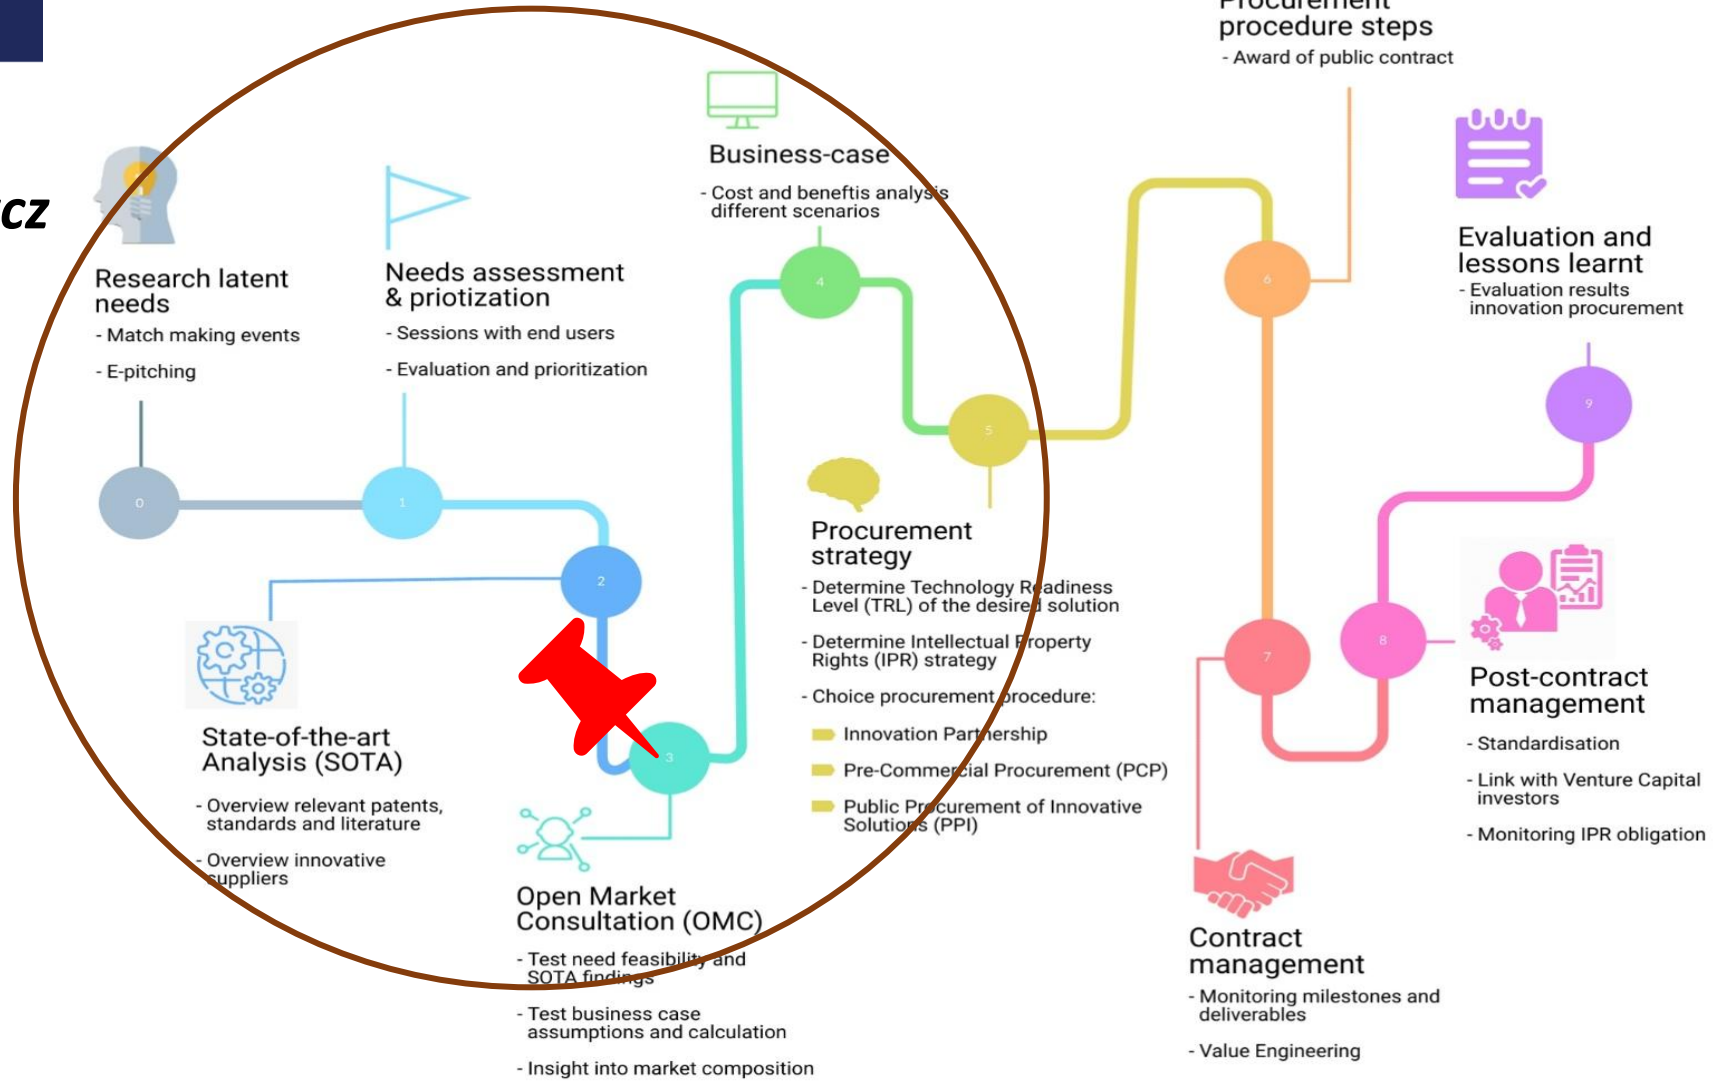 cz
Research latent
needs
- Match making events
- E-pitching
0
Needs assessment
& priotization
- Sessions with end users
- Evaluation and prioritization
1
2
State-of-the-art
Analysis (SOTA)
- Overview relevant patents,
standards and literature
- Overview innovative
suppliers
3
Open Market
Consultation (OMC)
- Test need feasibility and
SOTA findings
- Test business case
assumptions and calculation
- Insight into market composition
Business-case
- Cost and beneftis analysis
different scenarios
4
5
Procurement
strategy
- Determine Technology Readiness
Level (TRL) of the desired solution
- Determine Intellectual Property
Rights (IPR) strategy
- Choice procurement procedure:
Innovation Partnership
Pre-Commercial Procurement (PCP)
Public Procurement of Innovative
Solutions (PPI)
Procurement
procedure steps
- Award of public contract
6
7
Contract
management
- Monitoring milestones and
deliverables
- Value Engineering
8
Post-contract
management
- Standardisation
- Link with Venture Capital
investors
- Monitoring IPR obligation
Evaluation and
lessons learnt
- Evaluation results
innovation procurement
9